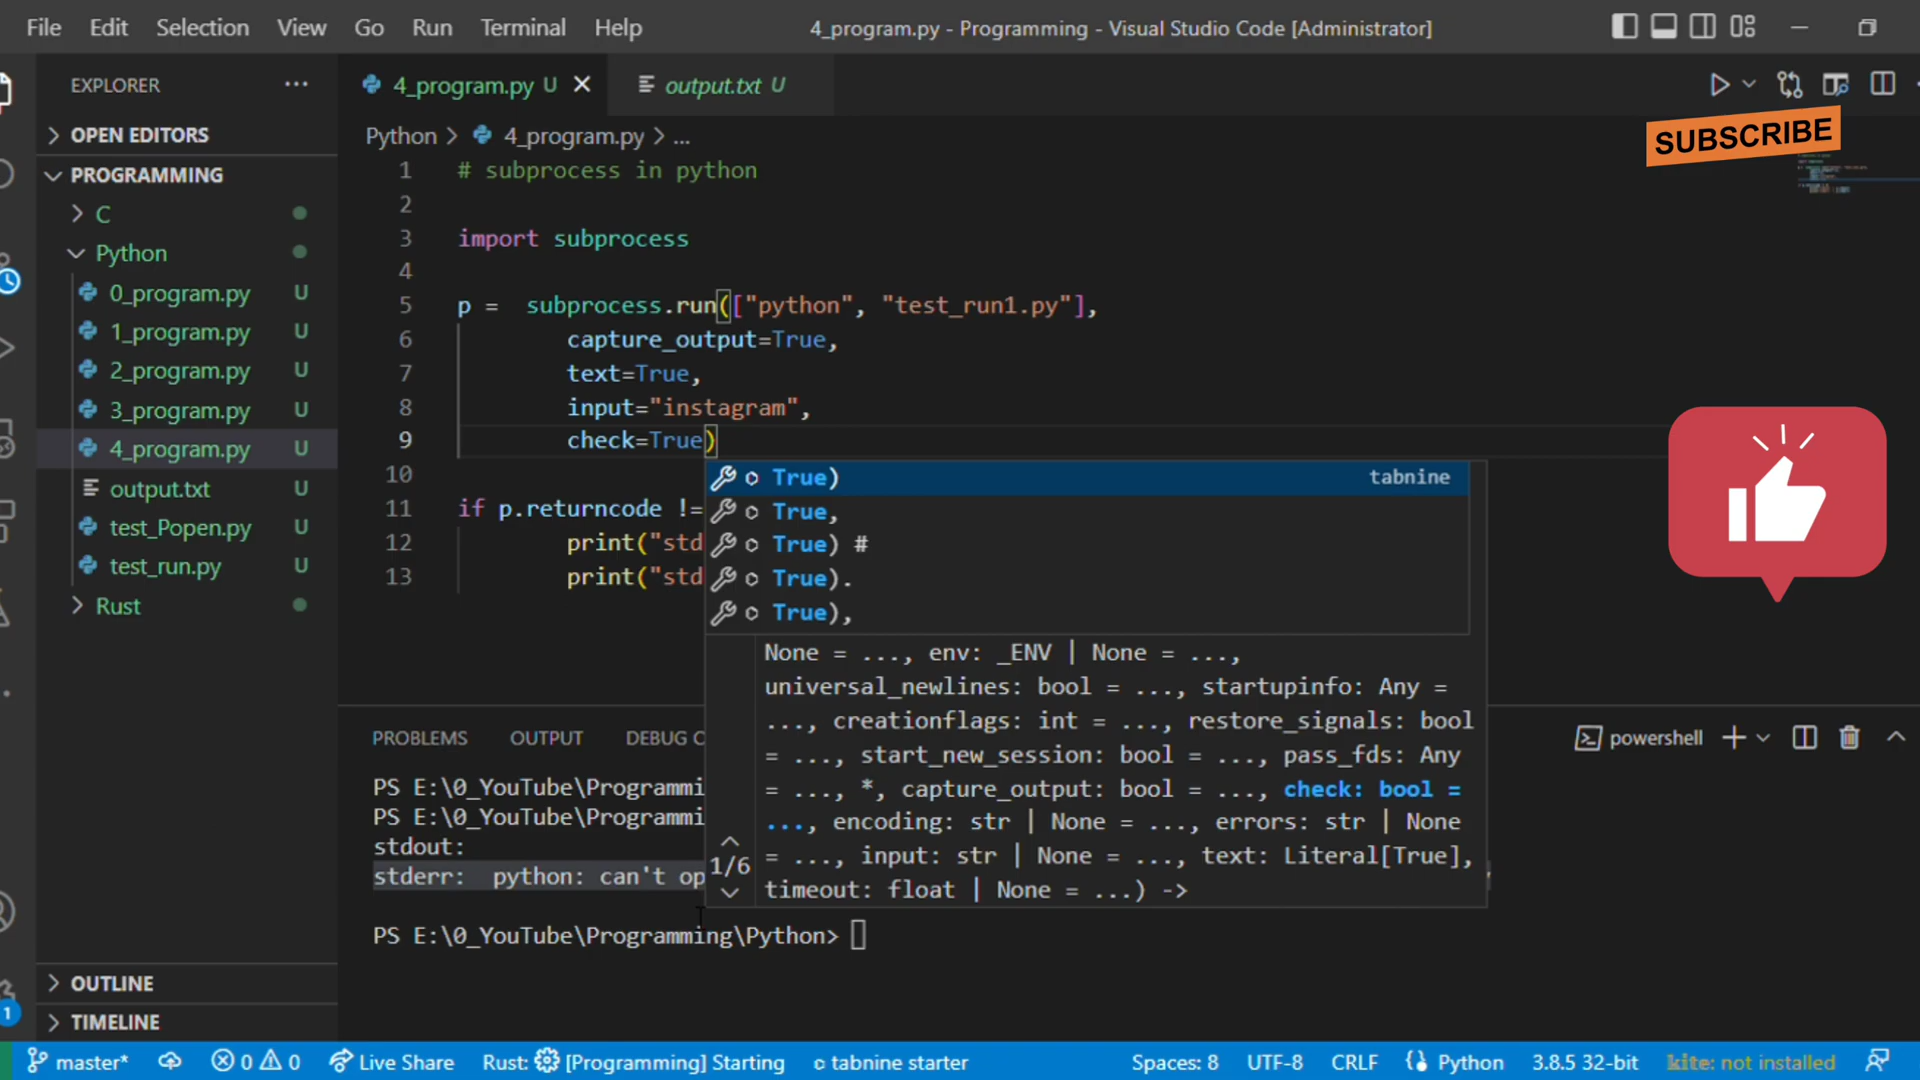 File Edit Selection View Go Run Terminal Help
4_program.py - Programming - Visual Studio Code [Administrator]
EXPLORER
4_program.py U
output.txt U
SUBSCRIBE
OPEN EDITORS
PROGRAMMING
C
Python
0_program.py U
1_program.py U
2_program.py U
3_program.py U
4_program.py U
output.txt U
test_Popen.py U
test_run.py U
Rust
OUTLINE
TIMELINE
Python > 4_program.py > ...
1 # subprocess in python
2
3 import subprocess
4
5 p =  subprocess.run(["python", "test_run1.py"],
6 capture_output=True,
7 text=True,
8 input="instagram",
9 check=True)
10
11 if p.returncode !=
12 print("std
13 print("std
True) tabnine
True,
True) #
True).
True),
None = ..., env: _ENV | None = ...,
universal_newlines: bool = ..., startupinfo: Any =
..., creationflags: int = ..., restore_signals: bool
= ..., start_new_session: bool = ..., pass_fds: Any
= ..., *, capture_output: bool = ..., check: bool =
..., encoding: str | None = ..., errors: str | None
= ..., input: str | None = ..., text: Literal[True],
timeout: float | None = ...) ->
1/6
PROBLEMS OUTPUT DEBUG C
powershell
PS E:\0_YouTube\Programmi
PS E:\0_YouTube\Programmi
stdout:
stderr:  python: can't op
PS E:\0_YouTube\Programming\Python>
1
master* 0 0 Live Share Rust: [Programming] Starting tabnine starter
Spaces: 8 UTF-8 CRLF Python 3.8.5 32-bit kite: not installed